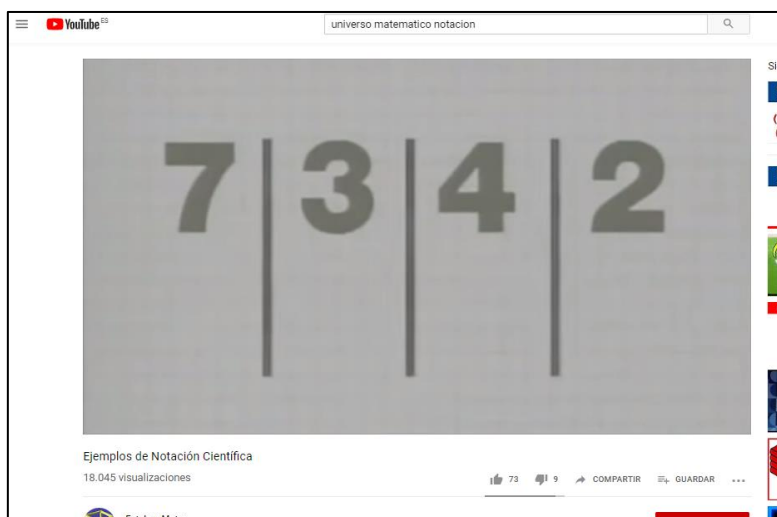 YouTube ES
universo matematico notacion
Si
7 3 4 2
Ejemplos de Notación Científica
18.045 visualizaciones
73 9 COMPARTIR GUARDAR ...